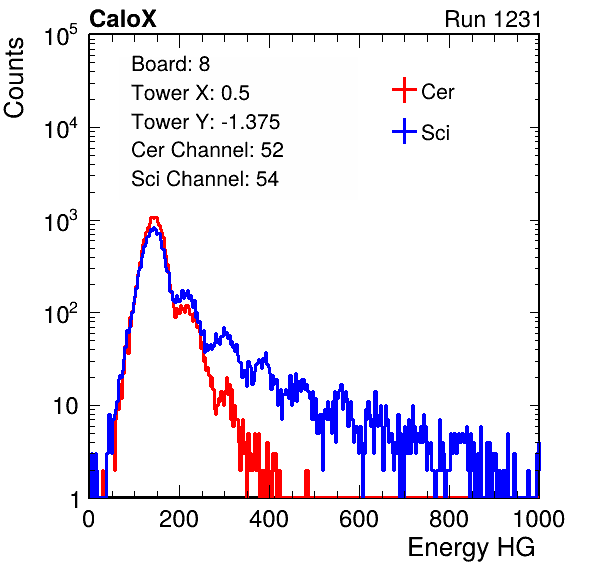 CaloX Run 1231
Counts
10^5
10^4
10^3
10^2
10
1
Board: 8
Tower X: 0.5
Tower Y: -1.375
Cer Channel: 52
Sci Channel: 54
Cer
Sci
0 200 400 600 800 1000
Energy HG